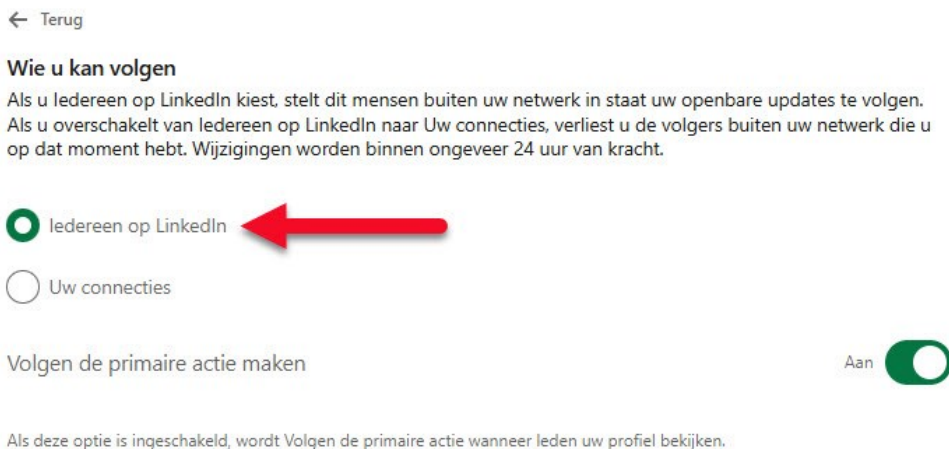 Terug
Wie u kan volgen
Als u Iedereen op LinkedIn kiest, stelt dit mensen buiten uw netwerk in staat uw openbare updates te volgen.
Als u overschakelt van Iedereen op LinkedIn naar Uw connecties, verliest u de volgers buiten uw netwerk die u
op dat moment hebt. Wijzigingen worden binnen ongeveer 24 uur van kracht.
Iedereen op LinkedIn
Uw connecties
Volgen de primaire actie maken
Aan
Als deze optie is ingeschakeld, wordt Volgen de primaire actie wanneer leden uw profiel bekijken.